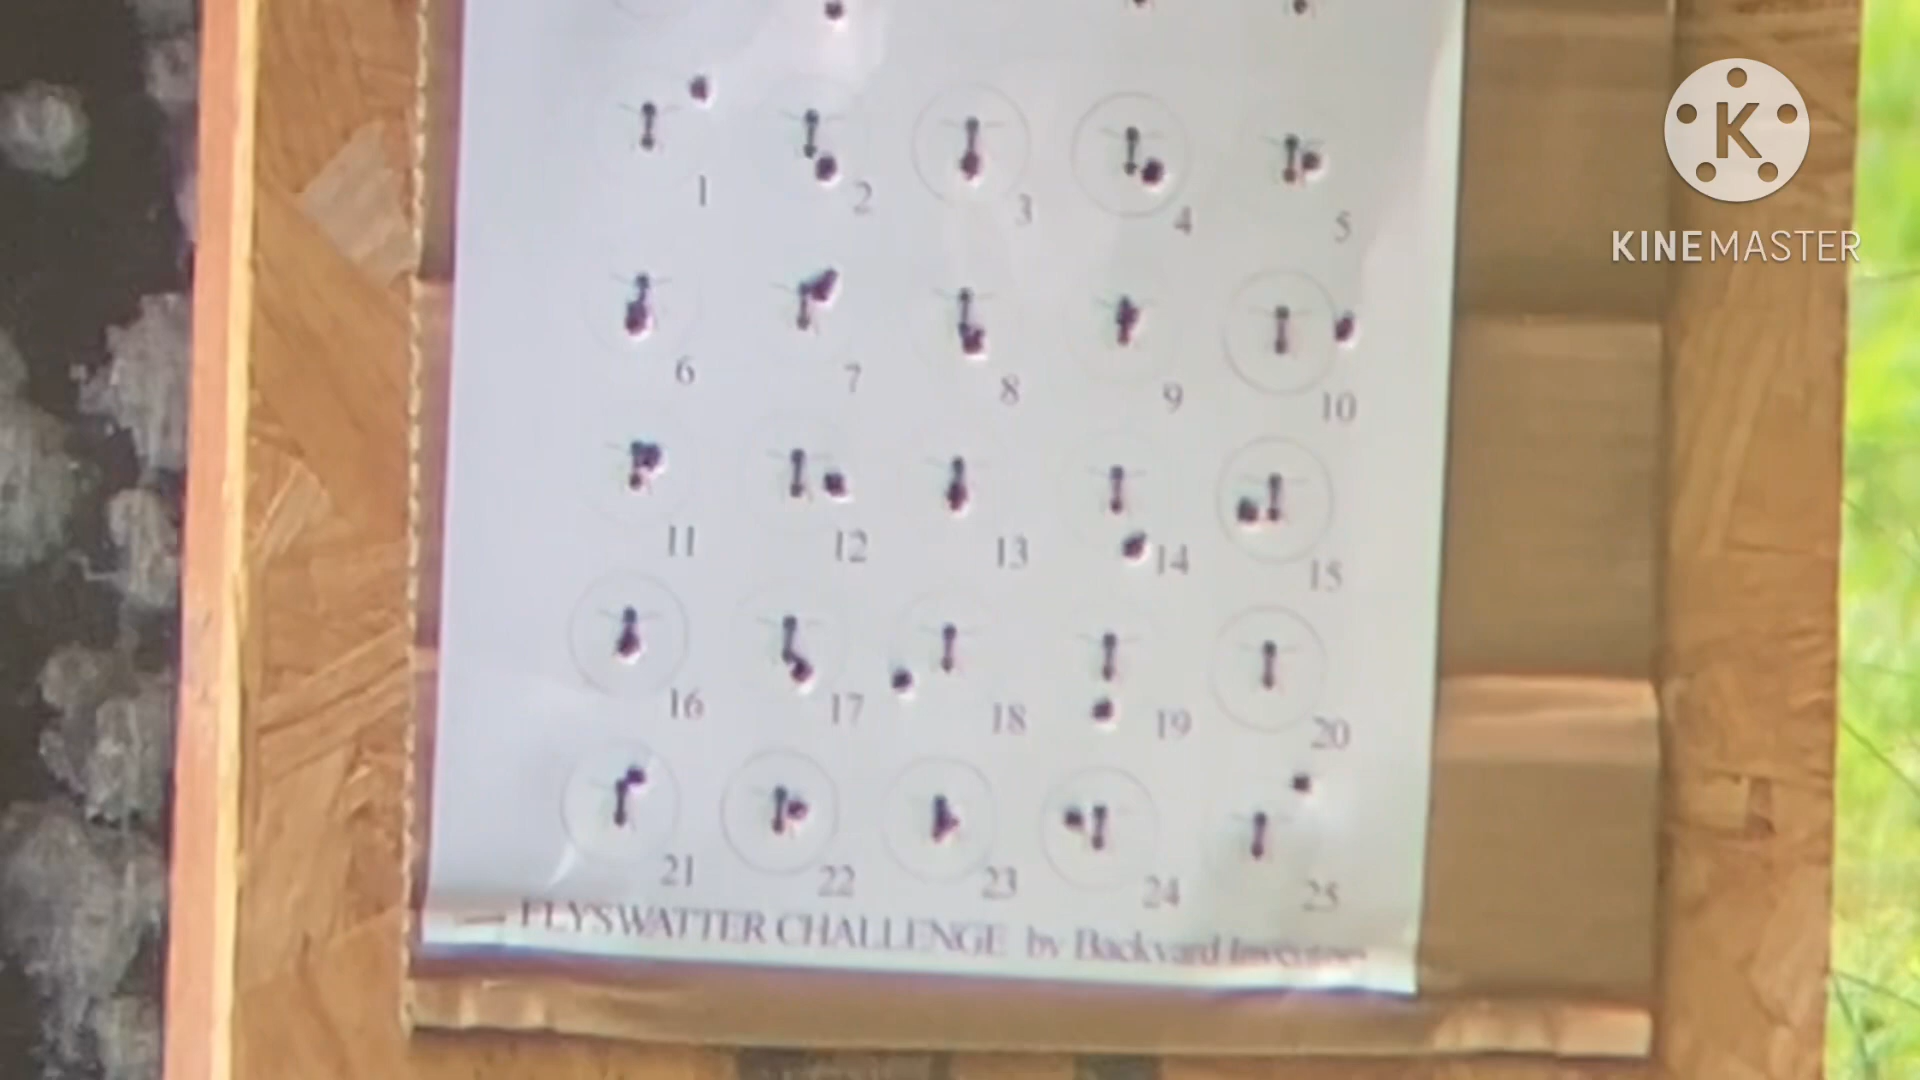 K
KINEMASTER
1 2 3 4 5
6 7 8 9 10
11 12 13 14 15
16 17 18 19 20
21 22 23 24 25
FLYSWATTER CHALLENGE by Backyard